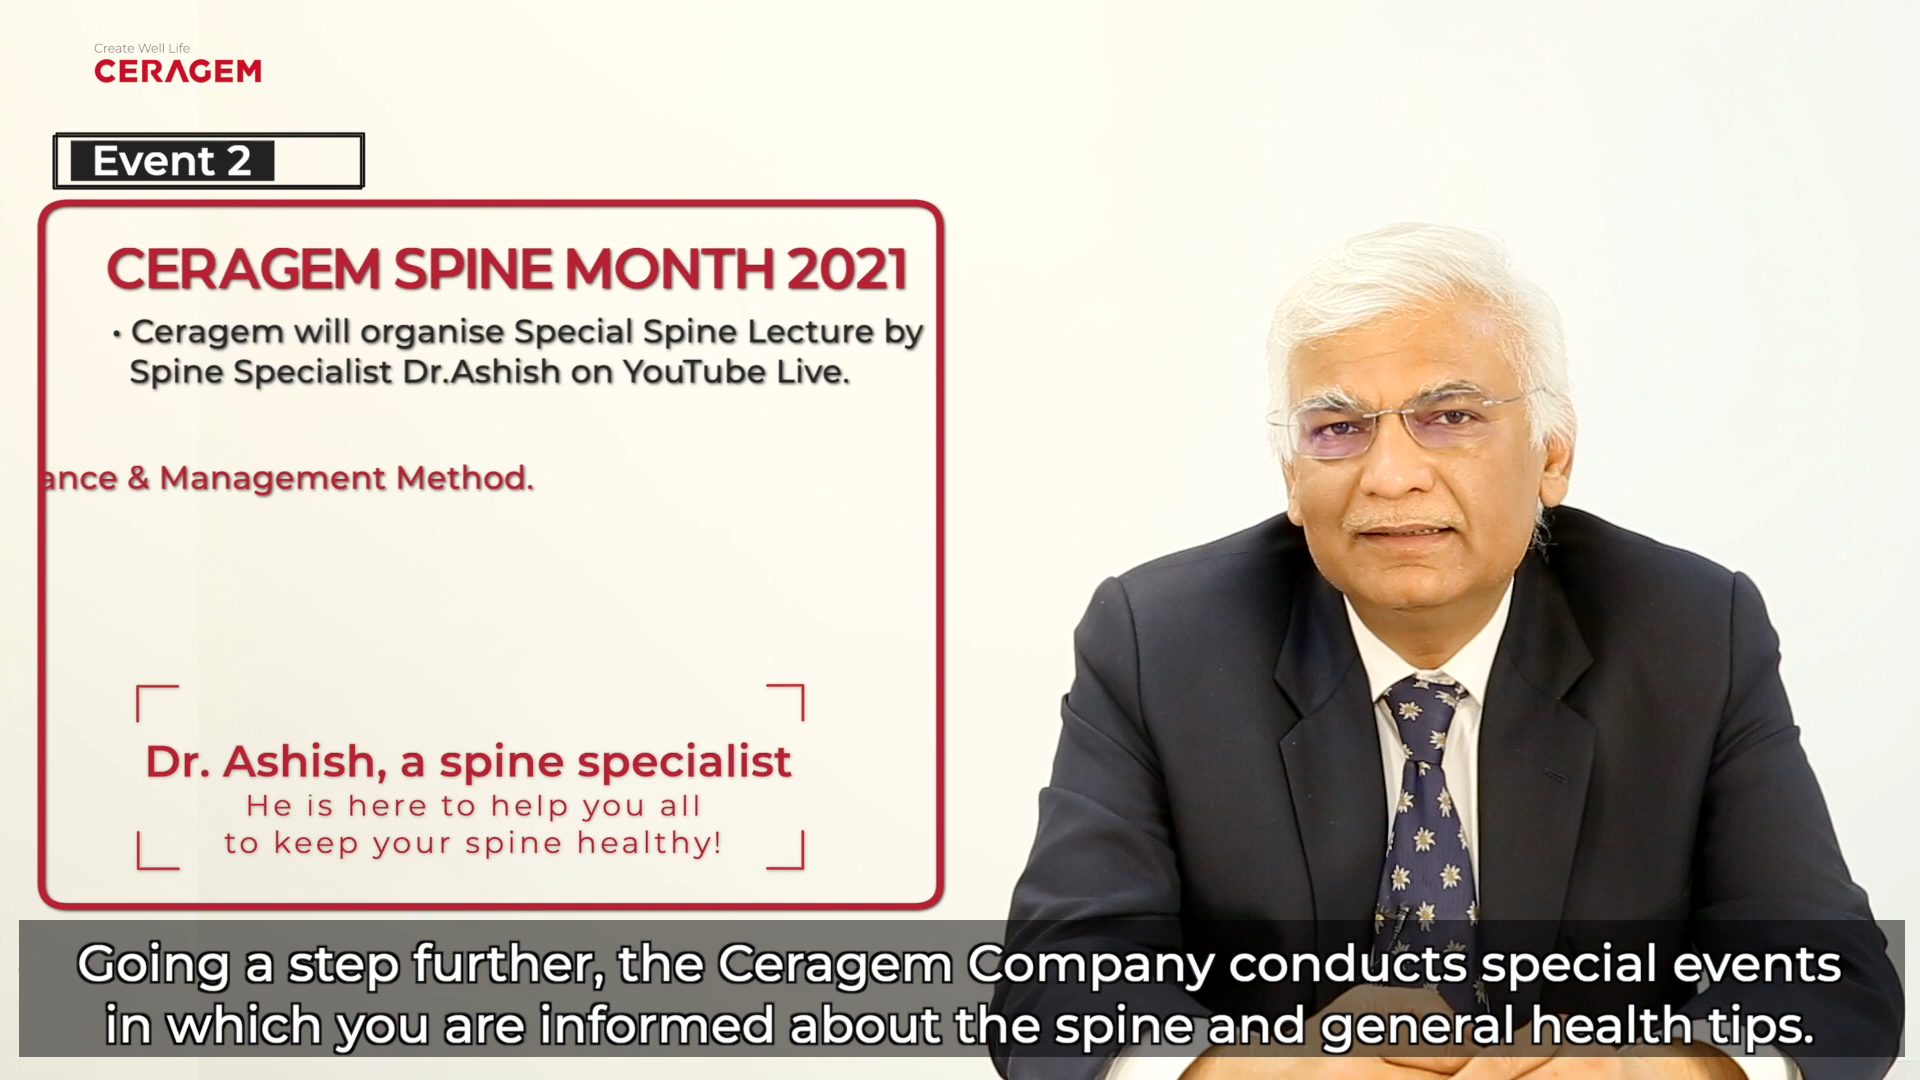 Create Well Life
CERAGEM
Event 2
CERAGEM SPINE MONTH 2021
• Ceragem will organise Special Spine Lecture by
Spine Specialist Dr.Ashish on YouTube Live.
& Management Method.
Dr. Ashish, a spine specialist
He is here to help you all
to keep your spine healthy!
Going a step further, the Ceragem Company conducts special events
in which you are informed about the spine and general health tips.